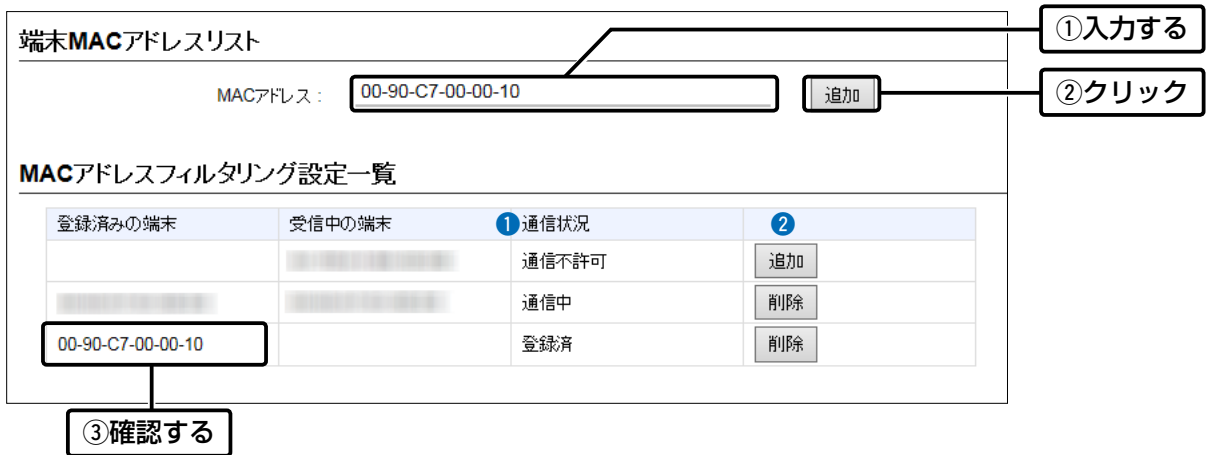 端末MACアドレスリスト
①入力する
MACアドレス : 00-90-C7-00-00-10 追加
②クリック
MACアドレスフィルタリング設定一覧
登録済みの端末 受信中の端末 ❶通信状況 ❷
通信不許可 追加
通信中 削除
00-90-C7-00-00-10 登録済 削除
③確認する